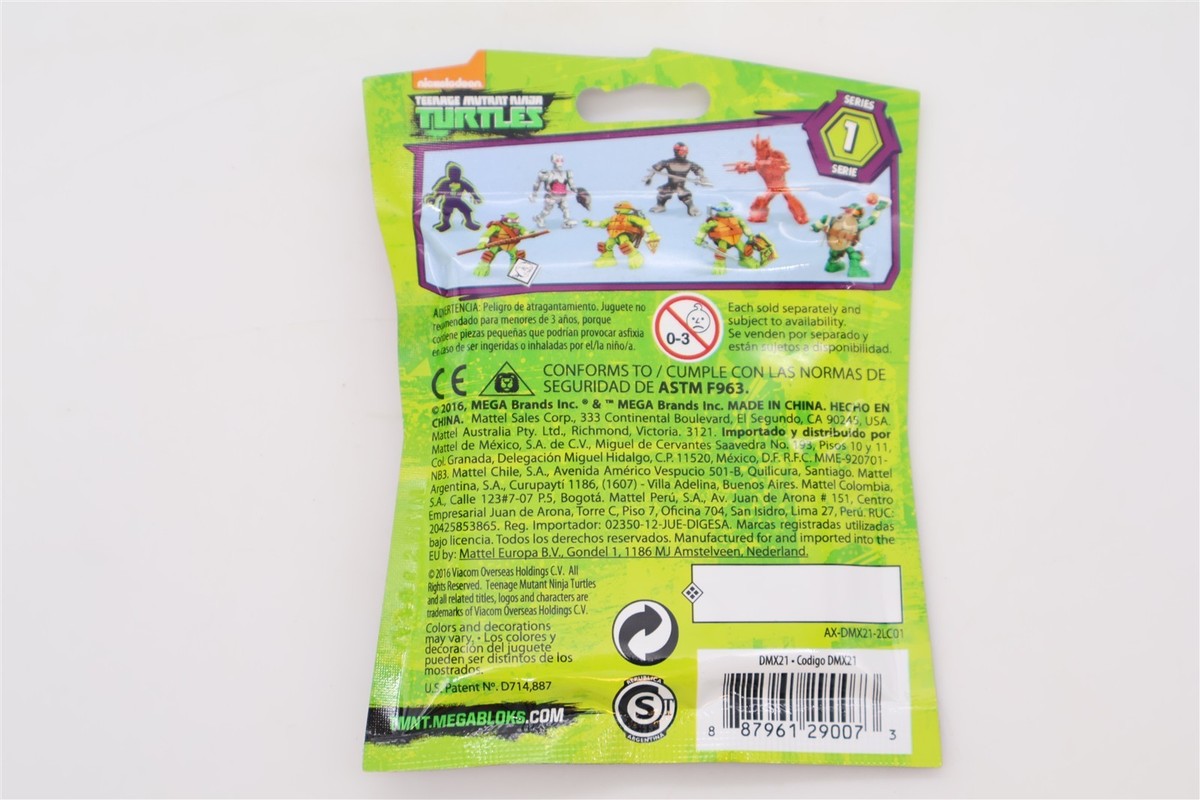 nickelodeon
TEENAGE MUTANT NINJA
TURTLES
SERIES
1
SERIE
ADVERTENCIA: Peligro de atragantamiento. Juguete no
recomendado para menores de 3 años, porque
contiene piezas pequeñas que podrían provocar asfixia
en caso de ser ingeridos o inhaladas por el/la niño/a.
0-3
Each sold separately and
subject to availability.
Se venden por separado y
están sujetos a disponibilidad.
CE
CONFORMS TO / CUMPLE CON LAS NORMAS DE
SEGURIDAD DE ASTM F963.
© 2016, MEGA Brands Inc. ® & ™ MEGA Brands Inc. MADE IN CHINA. HECHO EN
CHINA. Mattel Sales Corp., 333 Continental Boulevard, El Segundo, CA 90245, USA.
Mattel Australia Pty. Ltd., Richmond, Victoria. 3121. Importado y distribuido por
Mattel de México, S.A. de C.V., Miguel de Cervantes Saavedra No. 193, Pisos 10 y 11,
Col. Granada, Delegación Miguel Hidalgo, C.P. 11520, México, D.F. R.F.C. MME-920701-
NB3. Mattel Chile, S.A., Avenida Américo Vespucio 501-B, Quilicura, Santiago. Mattel
Argentina, S.A., Curupaytí 1186, (1607) - Villa Adelina, Buenos Aires. Mattel Colombia,
S.A., Calle 123#7-07 P.5, Bogotá. Mattel Perú, S.A., Av. Juan de Arona # 151, Centro
Empresarial Juan de Arona, Torre C, Piso 7, Oficina 704, San Isidro, Lima 27, Perú. RUC:
20425853865. Reg. Importador: 02350-12-JUE-DIGESA. Marcas registradas utilizadas
bajo licencia. Todos los derechos reservados. Manufactured for and imported into the
EU by: Mattel Europa B.V., Gondel 1, 1186 MJ Amstelveen, Nederland.
© 2016 Viacom Overseas Holdings C.V. All
Rights Reserved. Teenage Mutant Ninja Turtles
and all related titles, logos and characters are
trademarks of Viacom Overseas Holdings C.V.
Colors and decorations
may vary. • Los colores y
decoración del juguete
pueden ser distintos de los
mostrados.
U.S. Patent Nº. D714,887
TMNT.MEGABLOKS.COM
REPUBLICA
S
ARGENTINA
AX-DMX21-2LC01
DMX21 • Codigo DMX21
8 87961 29007 3